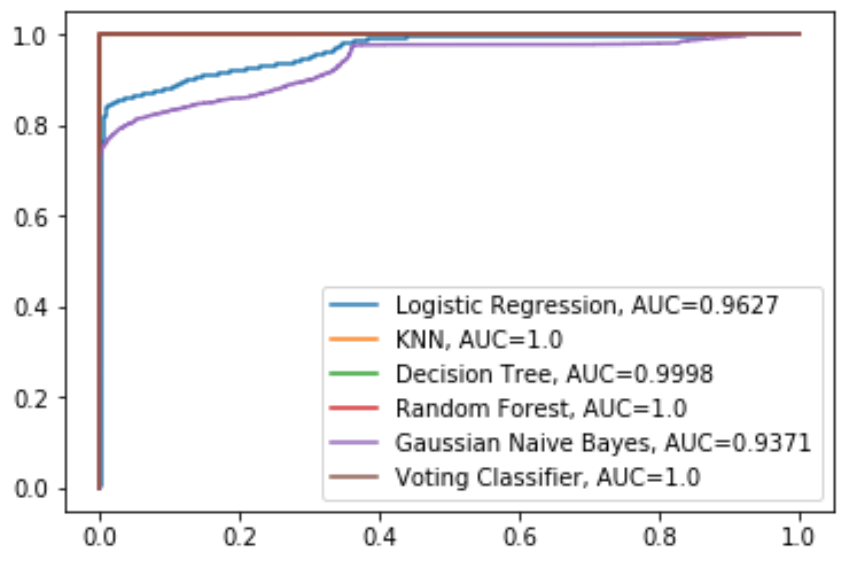 1.0
0.8
0.6
0.4
0.2
0.0
Logistic Regression, AUC=0.9627
KNN, AUC=1.0
Decision Tree, AUC=0.9998
Random Forest, AUC=1.0
Gaussian Naive Bayes, AUC=0.9371
Voting Classifier, AUC=1.0
0.0 0.2 0.4 0.6 0.8 1.0